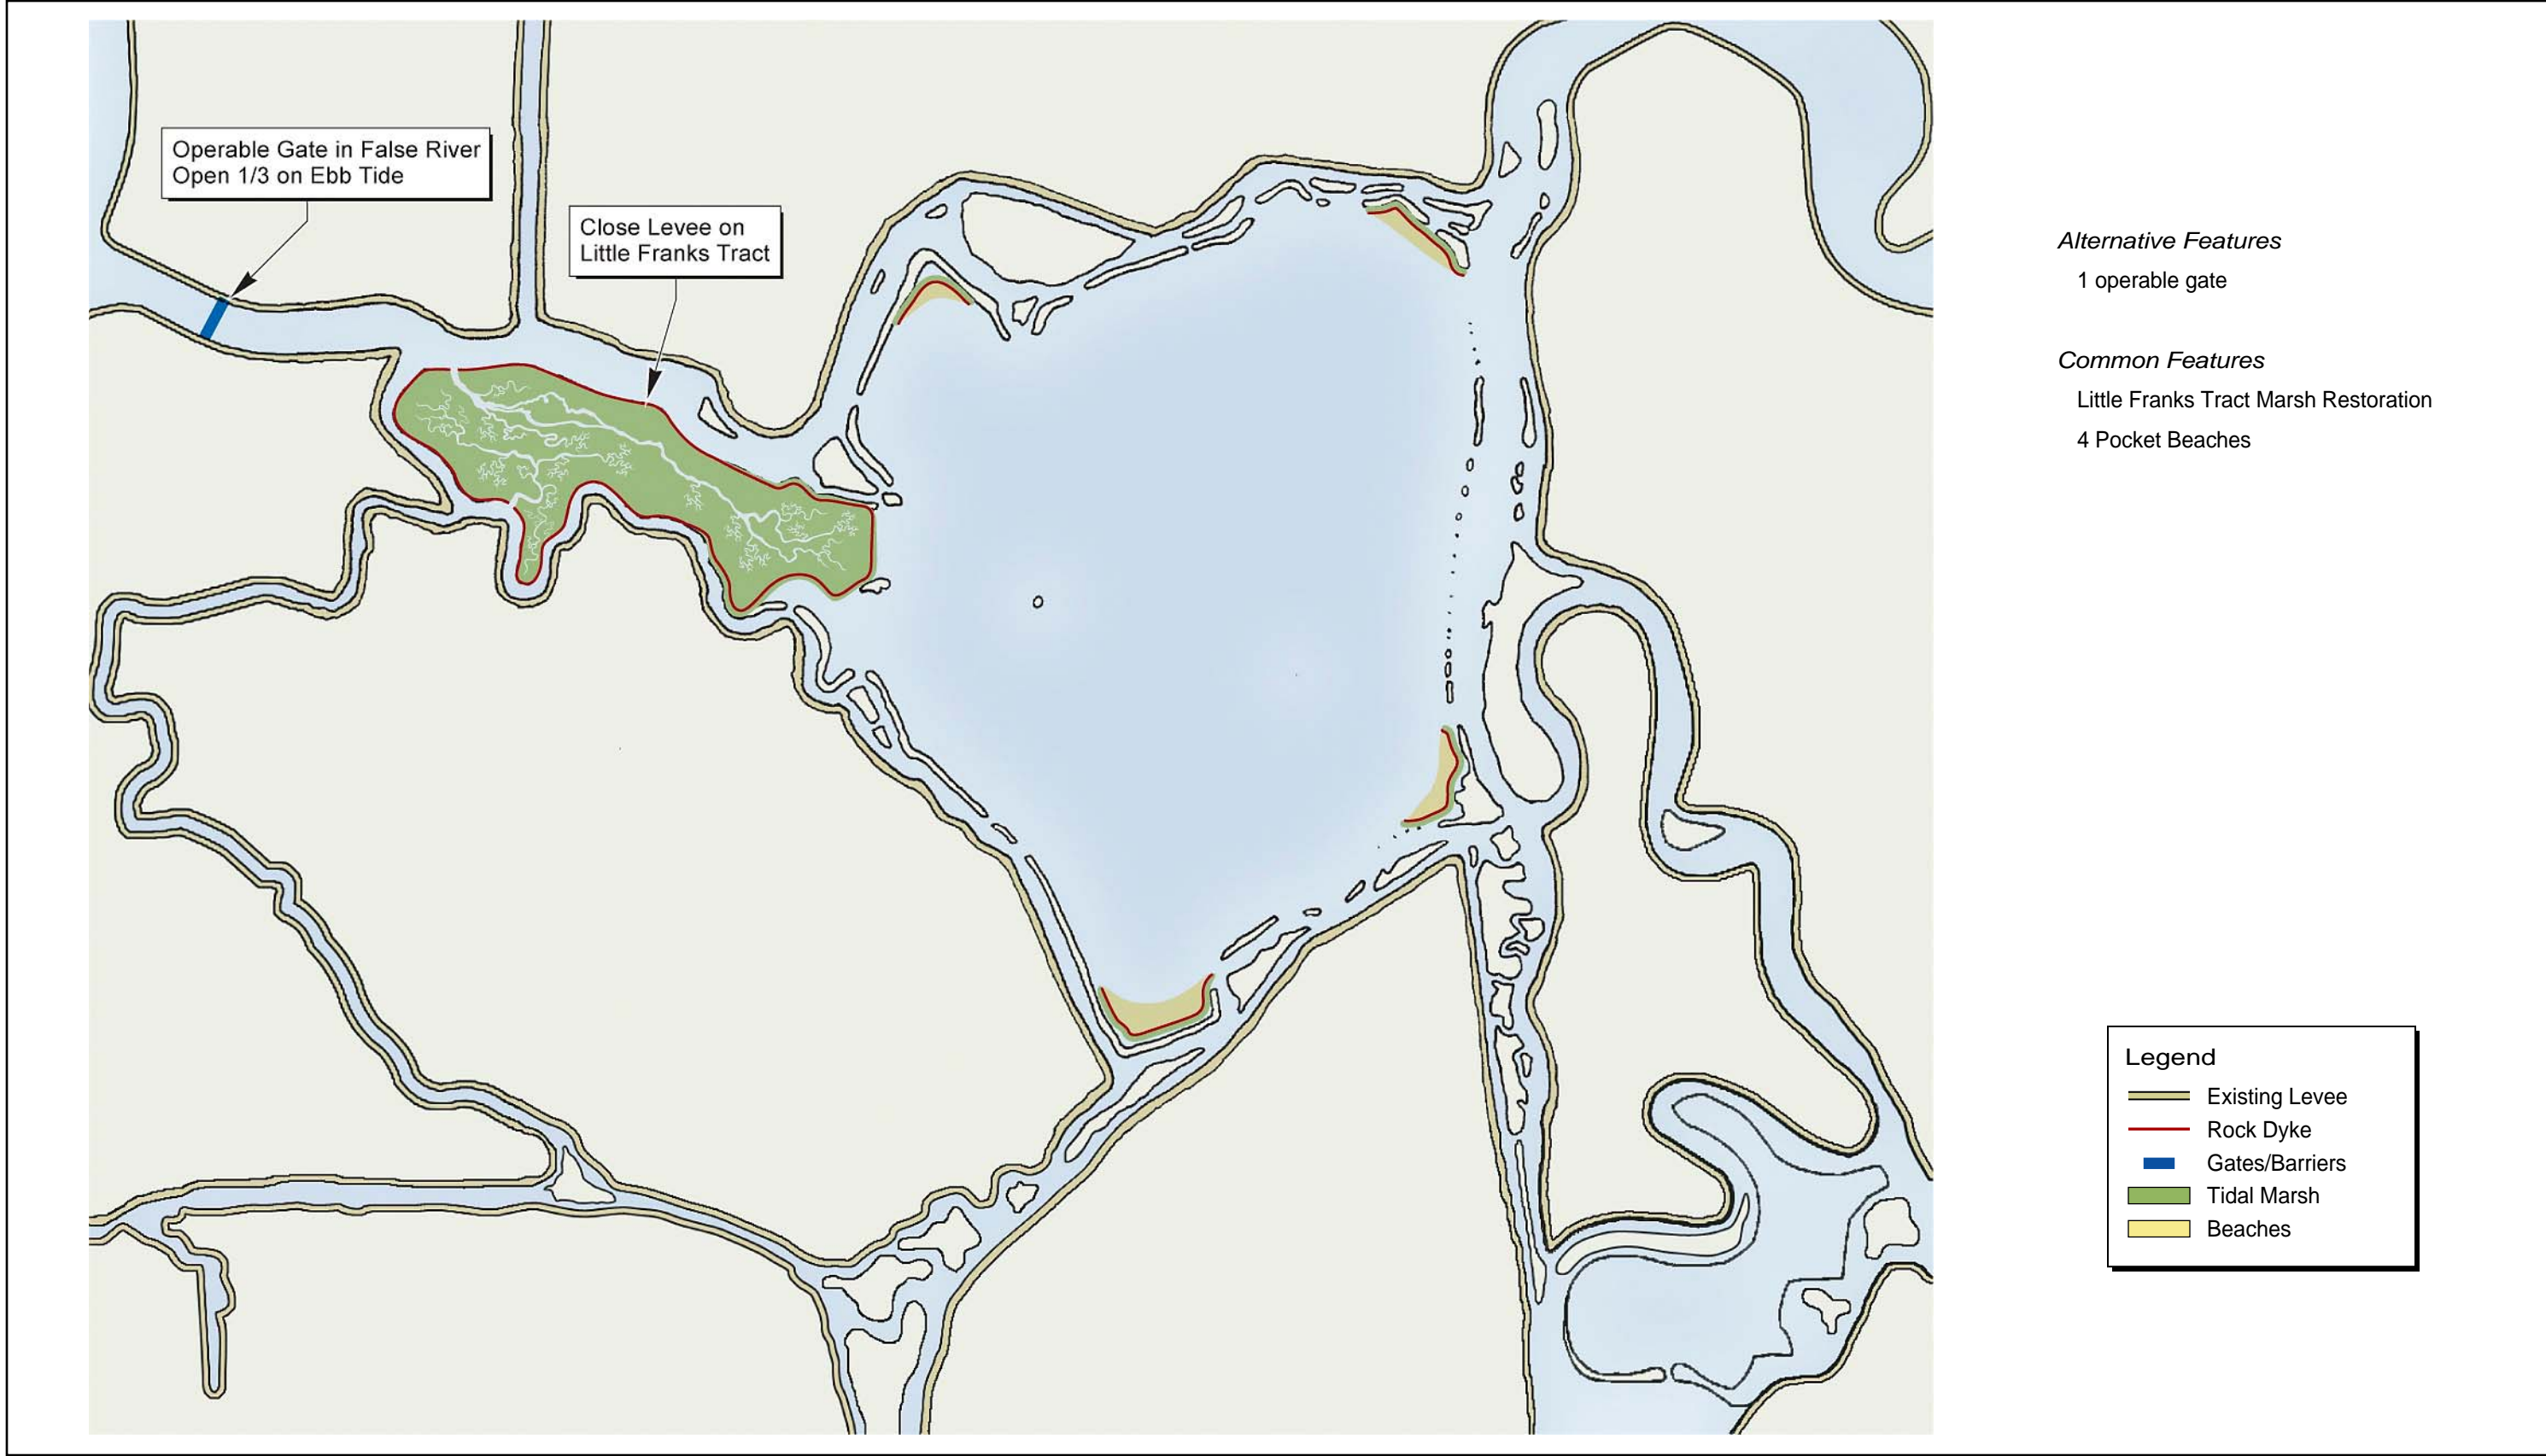 Operable Gate in False River
Open 1/3 on Ebb Tide
Close Levee on
Little Franks Tract
Alternative Features
1 operable gate
Common Features
Little Franks Tract Marsh Restoration
4 Pocket Beaches
Legend
Existing Levee
Rock Dyke
Gates/Barriers
Tidal Marsh
Beaches